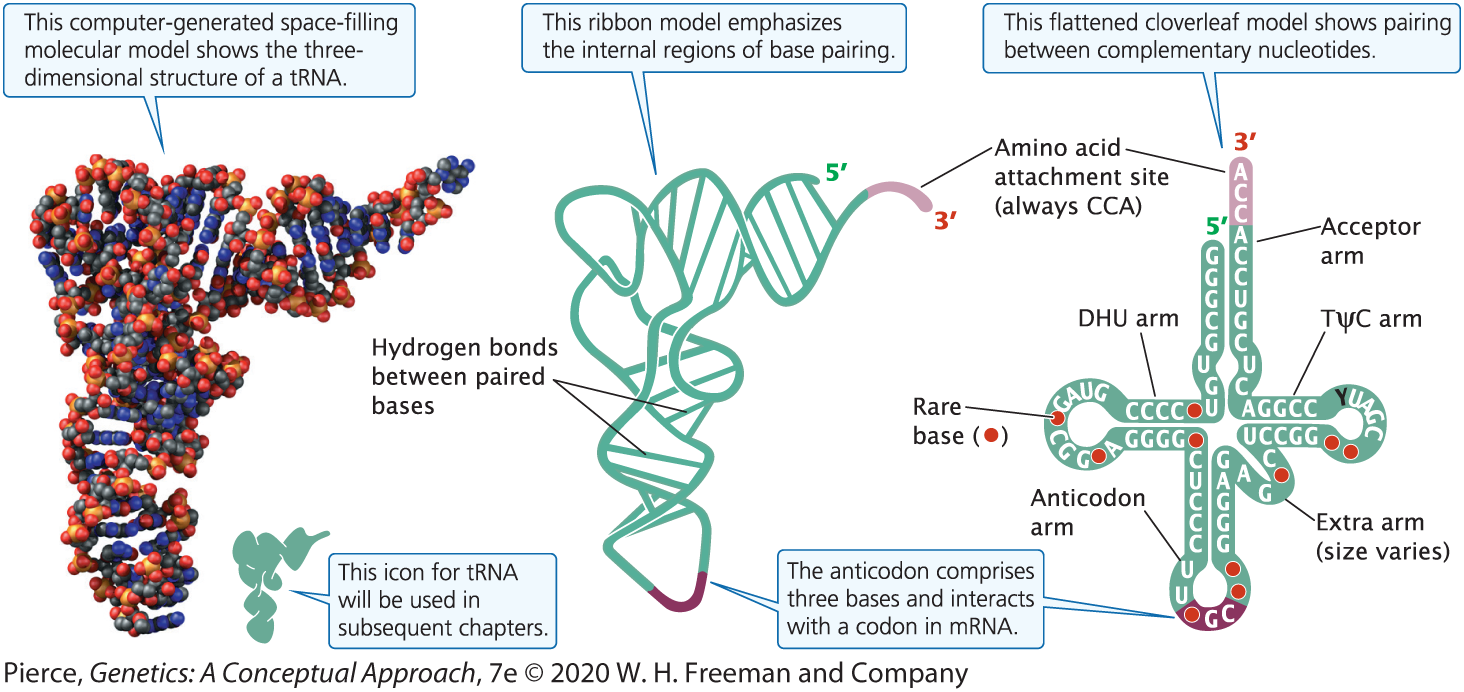 This computer-generated space-filling
molecular model shows the three-
dimensional structure of a tRNA.
This ribbon model emphasizes
the internal regions of base pairing.
This flattened cloverleaf model shows pairing
between complementary nucleotides.
5′
3′
Amino acid
attachment site
(always CCA)
3′
A
C
C
5′
A
C
C
U
G
C
U
C
G
G
G
C
G
U
G
U
Acceptor
arm
DHU arm
TψC arm
Hydrogen bonds
between paired
bases
Rare
base ( )
GAUG
CCCC
CGG
A
GGGG
AGGCC
YUAGC
UCCGG
C
G
A
G
A
G
G
G
C
U
C
C
C
U
U
GC
Anticodon
arm
Extra arm
(size varies)
This icon for tRNA
will be used in
subsequent chapters.
The anticodon comprises
three bases and interacts
with a codon in mRNA.
Pierce, Genetics: A Conceptual Approach, 7e © 2020 W. H. Freeman and Company